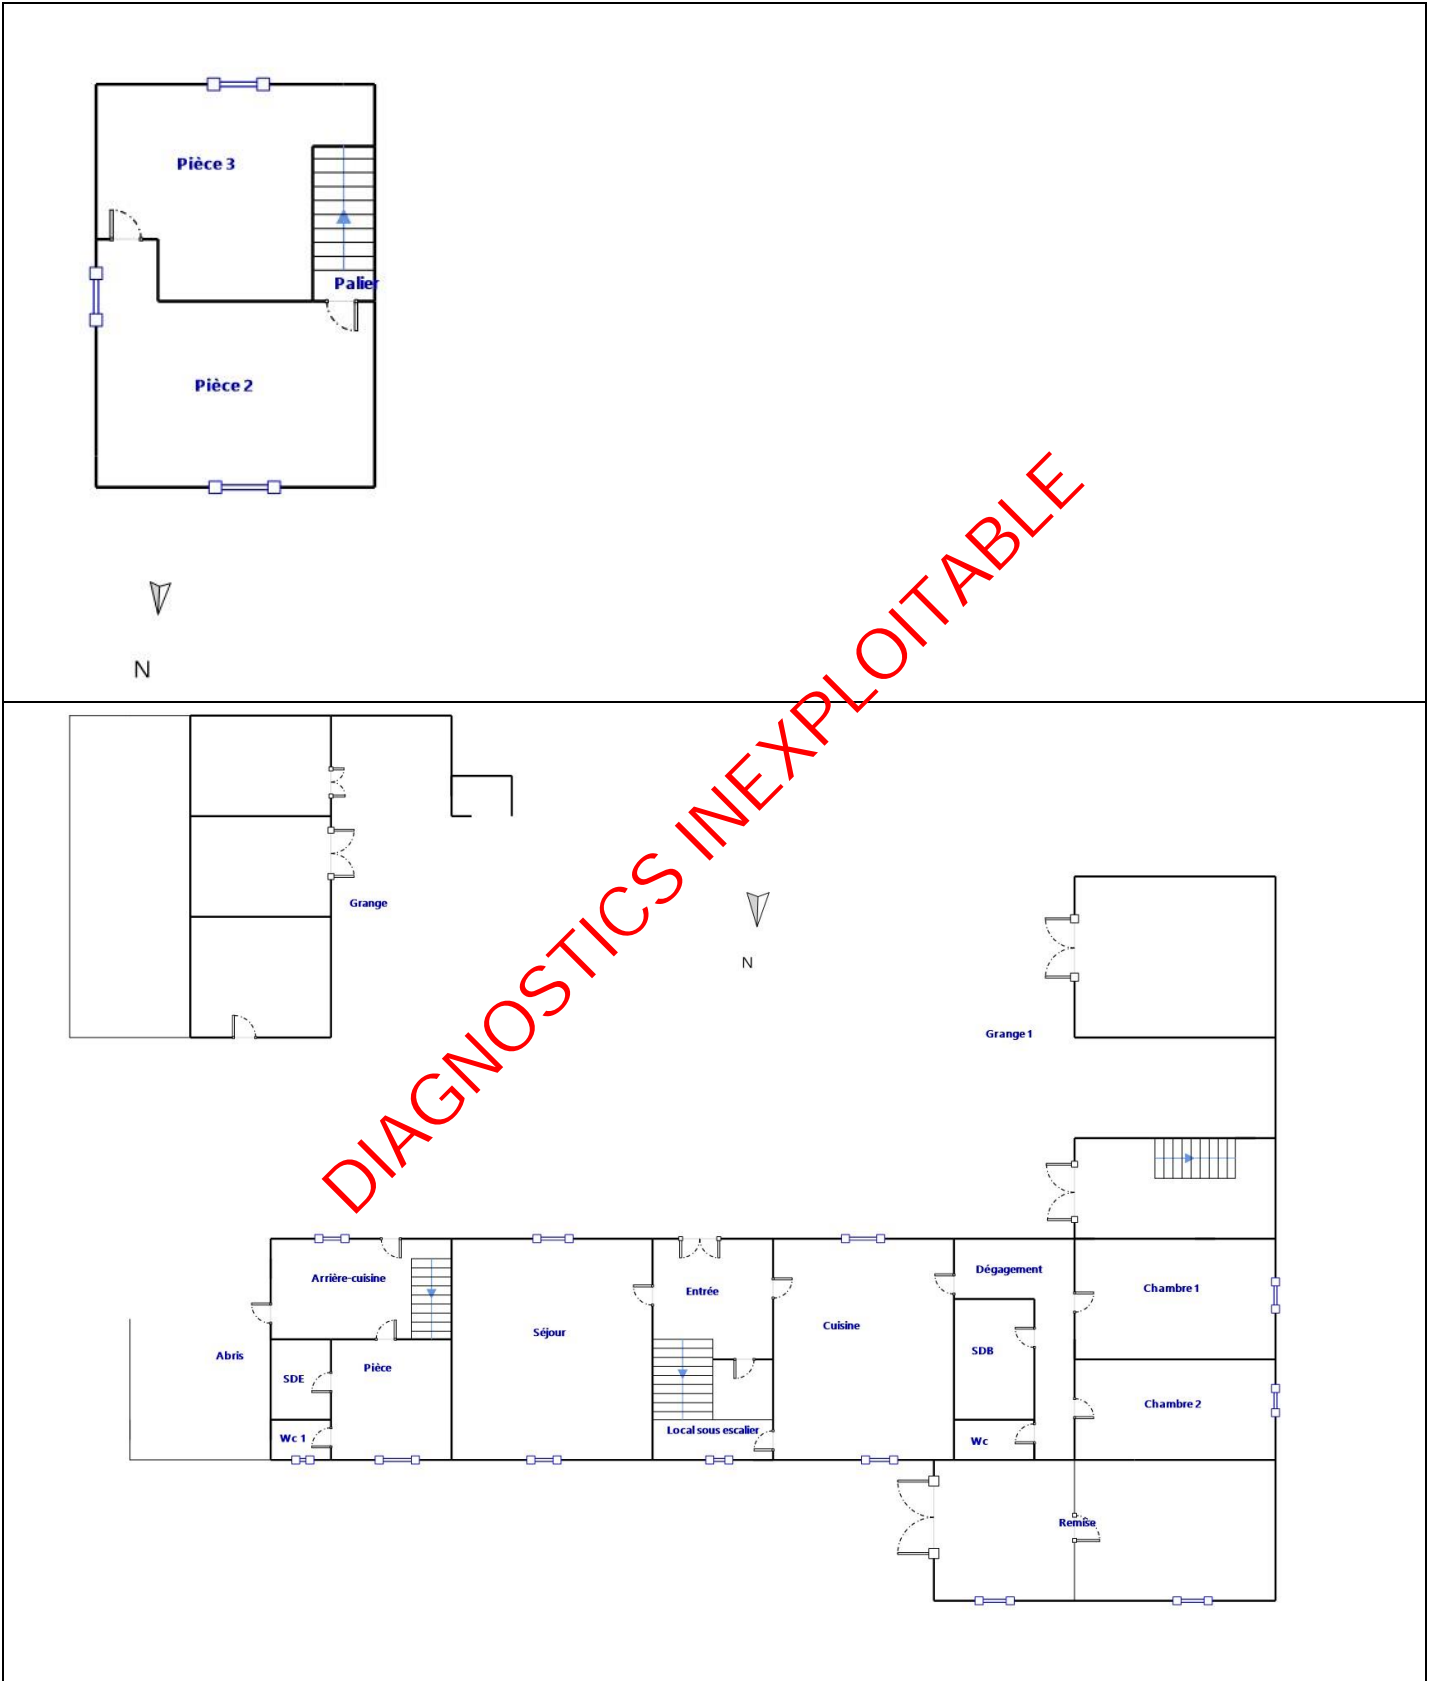 Pièce 3
Palier
Pièce 2
N
DIAGNOSTICS INEXPLOITABLE
Grange
N
Grange 1
Arrière-cuisine
Dégagement
Entrée
Chambre 1
Séjour
Cuisine
Abris
SDB
Pièce
SDE
Chambre 2
Local sous escalier
Wc 1
Wc
Remise